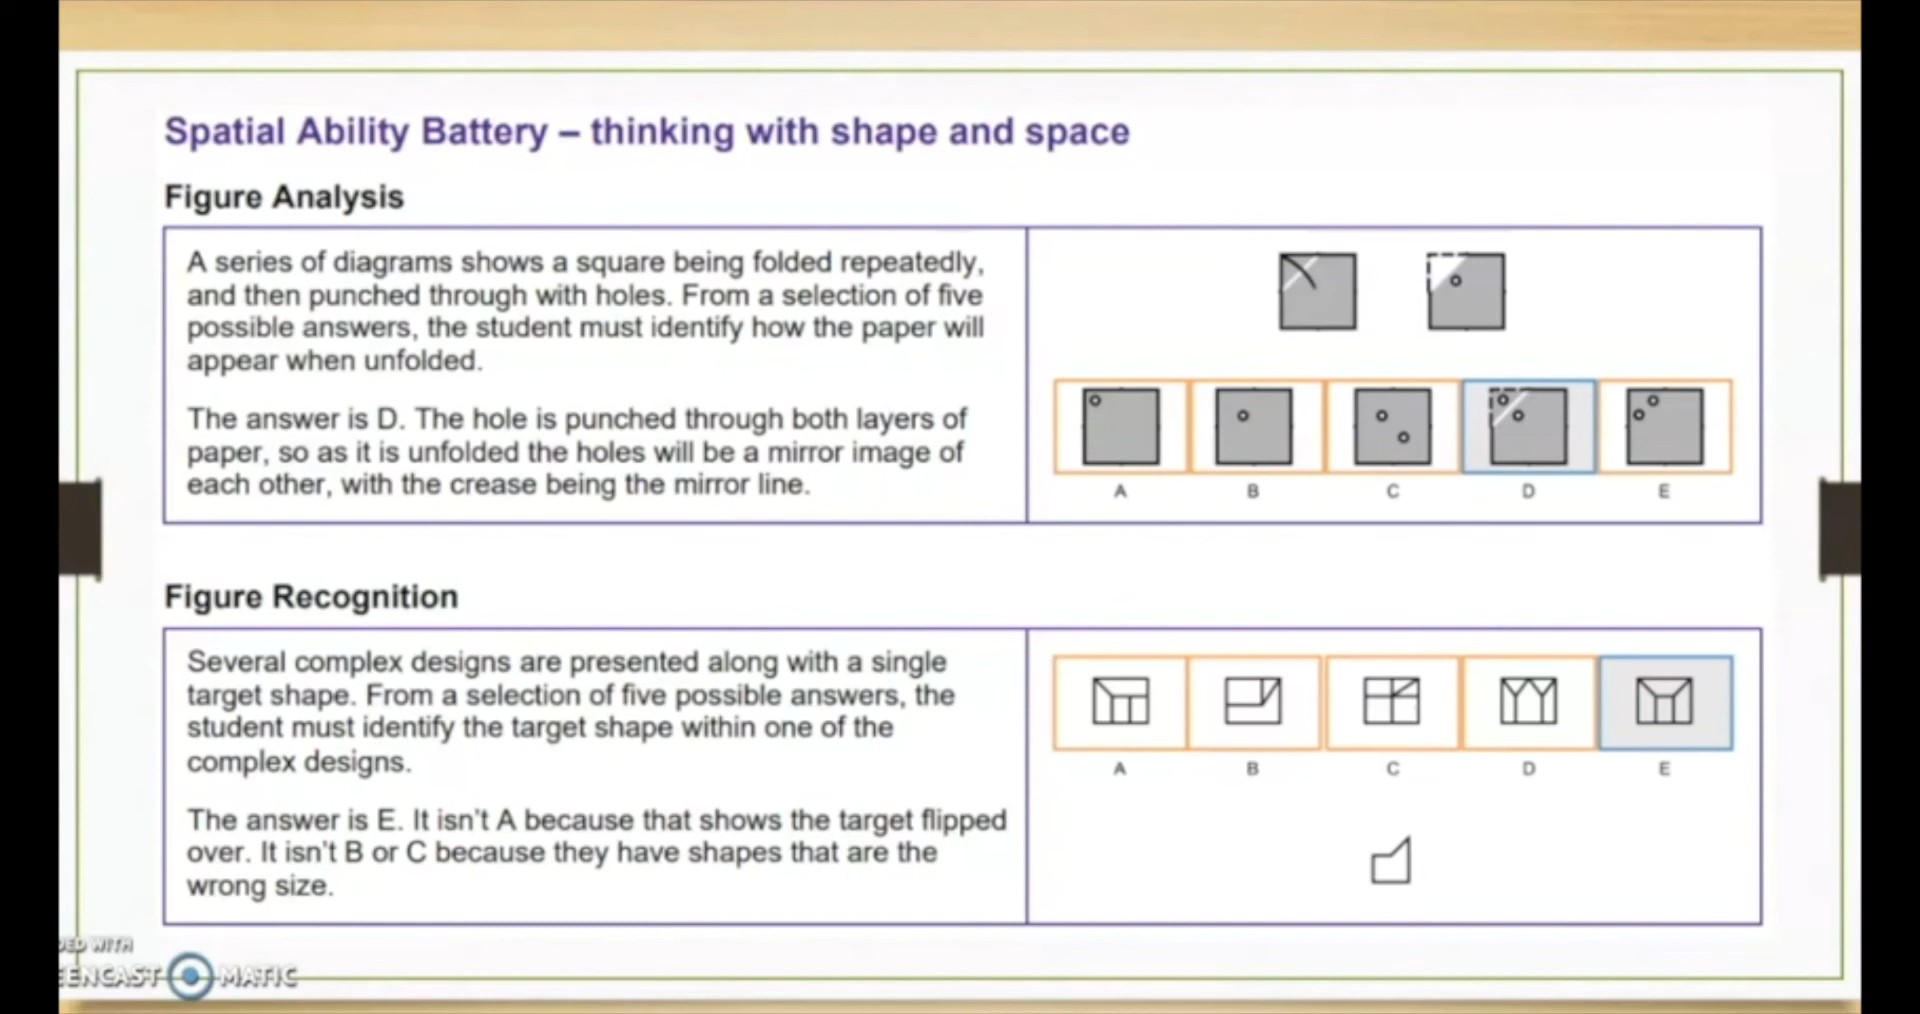 Spatial Ability Battery – thinking with shape and space
Figure Analysis
A series of diagrams shows a square being folded repeatedly,
and then punched through with holes. From a selection of five
possible answers, the student must identify how the paper will
appear when unfolded.
The answer is D. The hole is punched through both layers of
paper, so as it is unfolded the holes will be a mirror image of
each other, with the crease being the mirror line.
A B C D E
Figure Recognition
Several complex designs are presented along with a single
target shape. From a selection of five possible answers, the
student must identify the target shape within one of the
complex designs.
The answer is E. It isn't A because that shows the target flipped
over. It isn't B or C because they have shapes that are the
wrong size.
A B C D E
DED WITH
EENCAST MATIC